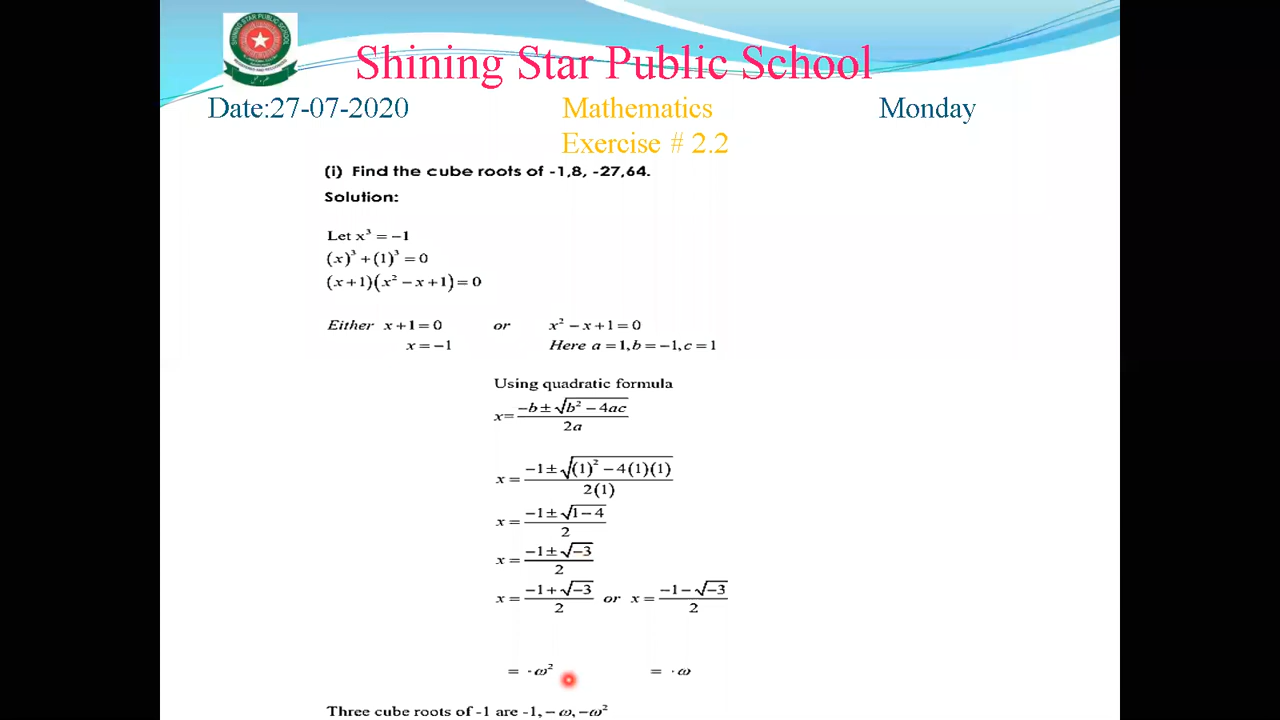 Shining Star Public School
Date:27-07-2020 Mathematics Monday
Exercise # 2.2
(i) Find the cube roots of -1,8, -27,64.
Solution:
Let x³ = −1
(x)³ + (1)³ = 0
(x+1)(x² − x + 1) = 0
Either x+1=0 or x² − x + 1 = 0
x = −1 Here a = 1, b = −1, c = 1
Using quadratic formula
x= (−b ± √(b² − 4ac)) / 2a
x = (−1 ± √((1)² − 4(1)(1))) / 2(1)
x = (−1 ± √(1 − 4)) / 2
x = (−1 ± √−3) / 2
x = (−1 + √−3) / 2 or x = (−1 − √−3) / 2
= -ω² = -ω
Three cube roots of -1 are -1, − ω, −ω²